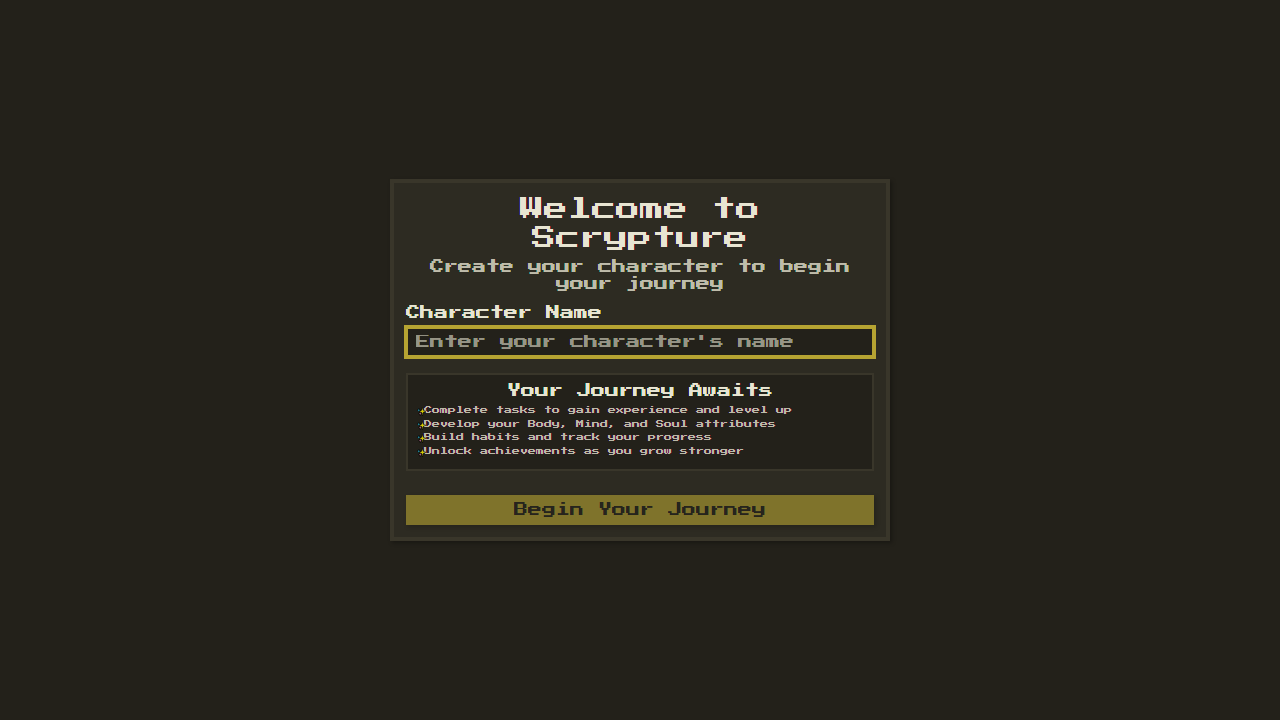 Welcome to
Scrypture
Create your character to begin
your journey
Character Name
Enter your character's name
Your Journey Awaits
Complete tasks to gain experience and level up
Develop your Body, Mind, and Soul attributes
Build habits and track your progress
Unlock achievements as you grow stronger
Begin Your Journey